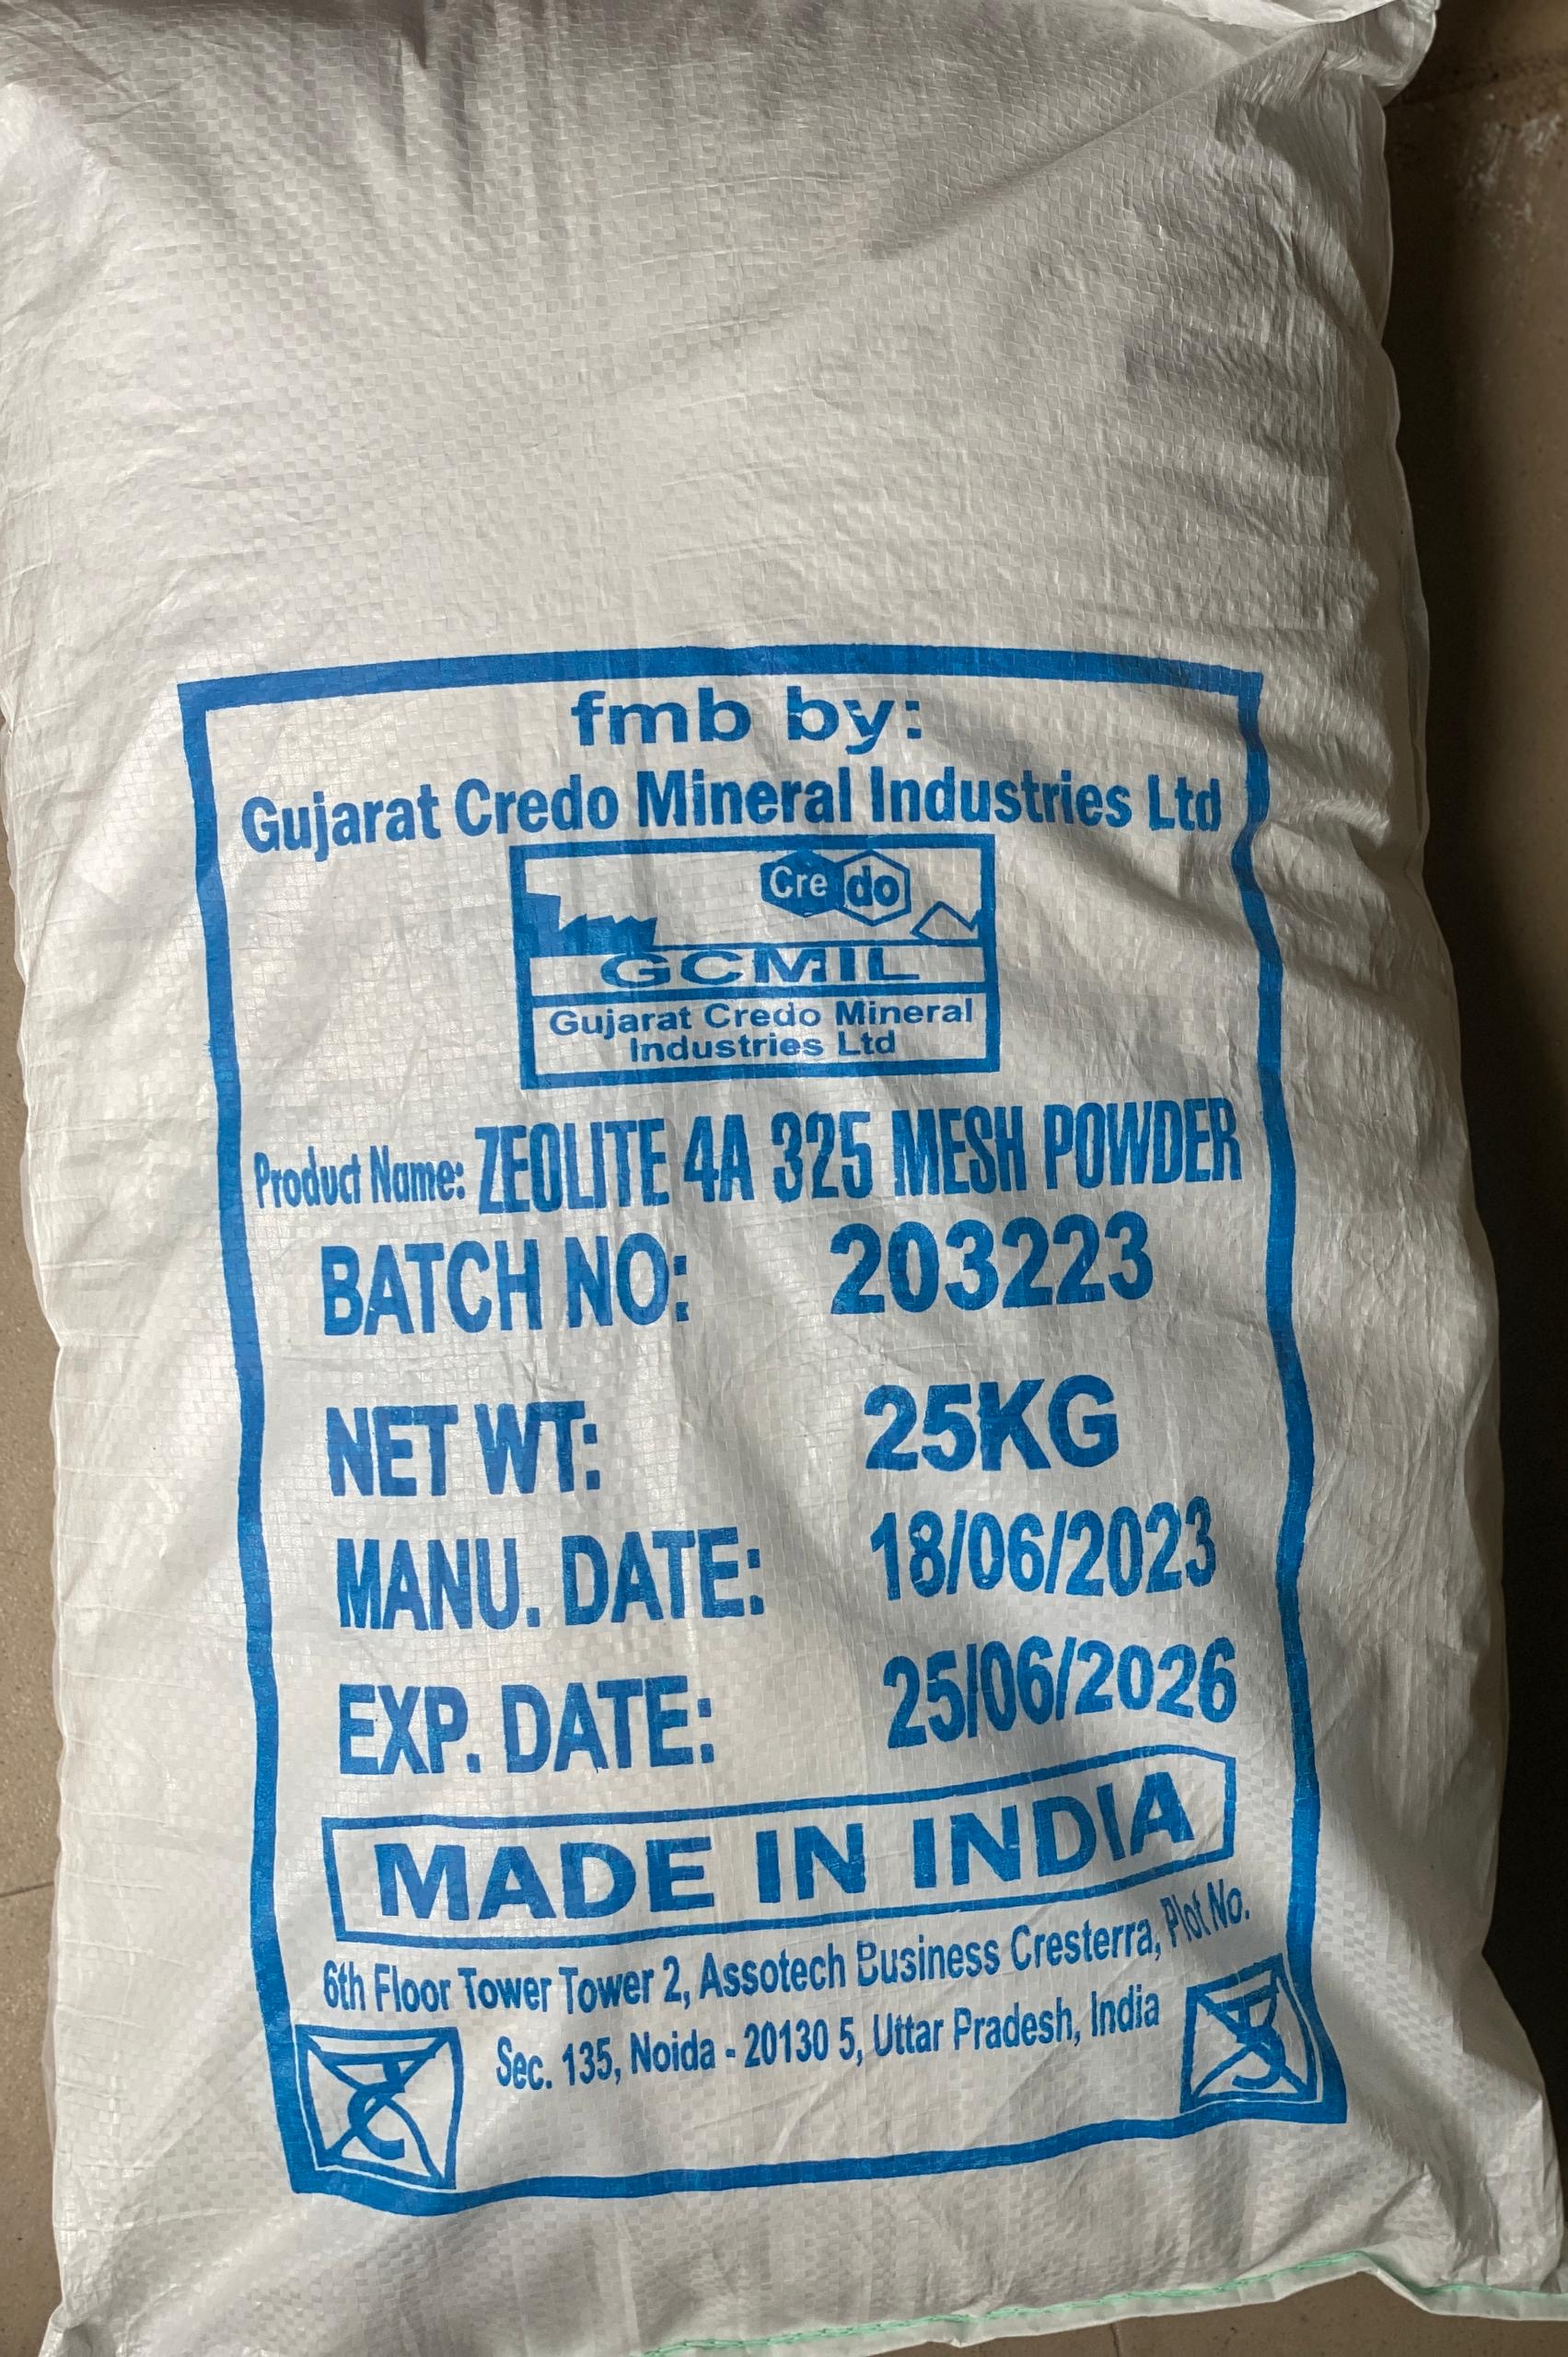 fmb by:
Gujarat Credo Mineral Industries Ltd
Credo
GCMIL
Gujarat Credo Mineral
Industries Ltd
Product Name: ZEOLITE 4A 325 MESH POWDER
BATCH NO: 203223
NET WT: 25KG
MANU. DATE: 18/06/2023
EXP. DATE: 25/06/2026
MADE IN INDIA
6th Floor Tower Tower 2, Assotech Business Cresterra, Plot No.
Sec. 135, Noida - 20130 5, Uttar Pradesh, India